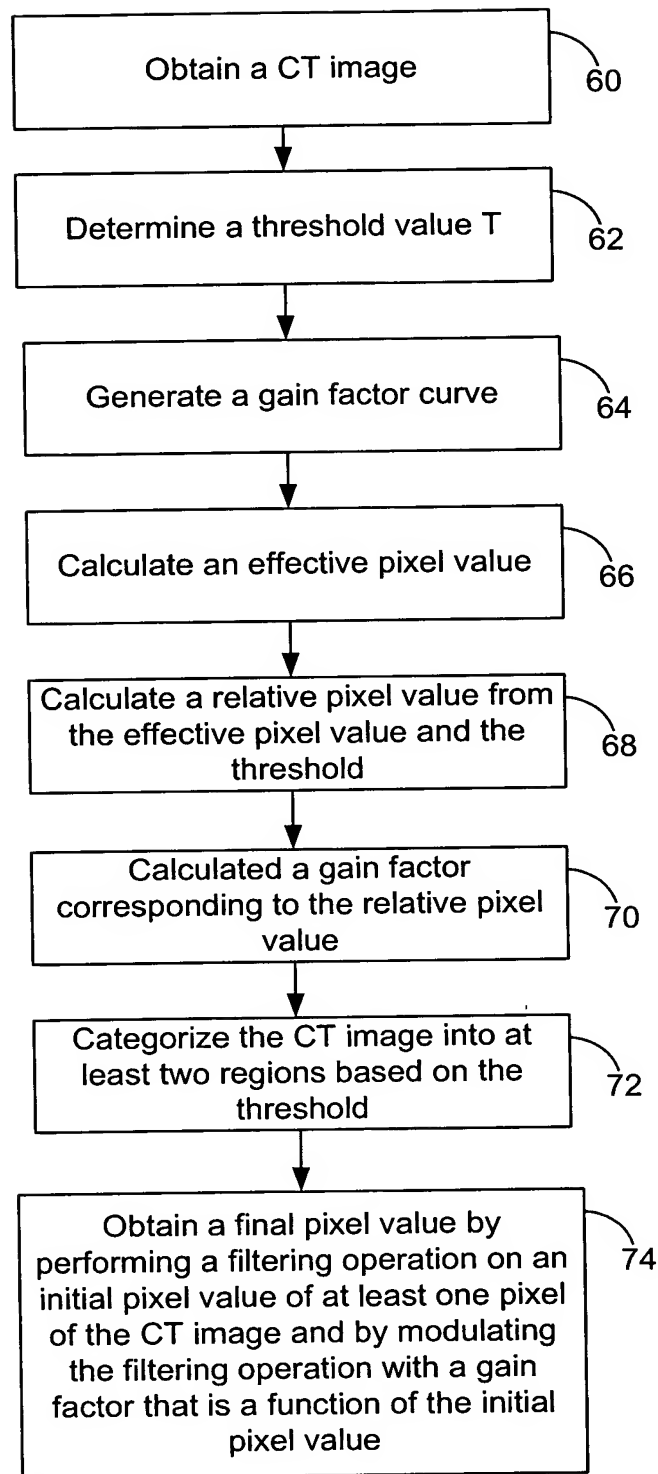 Obtain a CT image
60
Determine a threshold value T
62
Generate a gain factor curve
64
Calculate an effective pixel value
66
Calculate a relative pixel value from
the effective pixel value and the
threshold
68
Calculated a gain factor
corresponding to the relative pixel
value
70
Categorize the CT image into at
least two regions based on the
threshold
72
Obtain a final pixel value by
performing a filtering operation on an
initial pixel value of at least one pixel
of the CT image and by modulating
the filtering operation with a gain
factor that is a function of the initial
pixel value
74